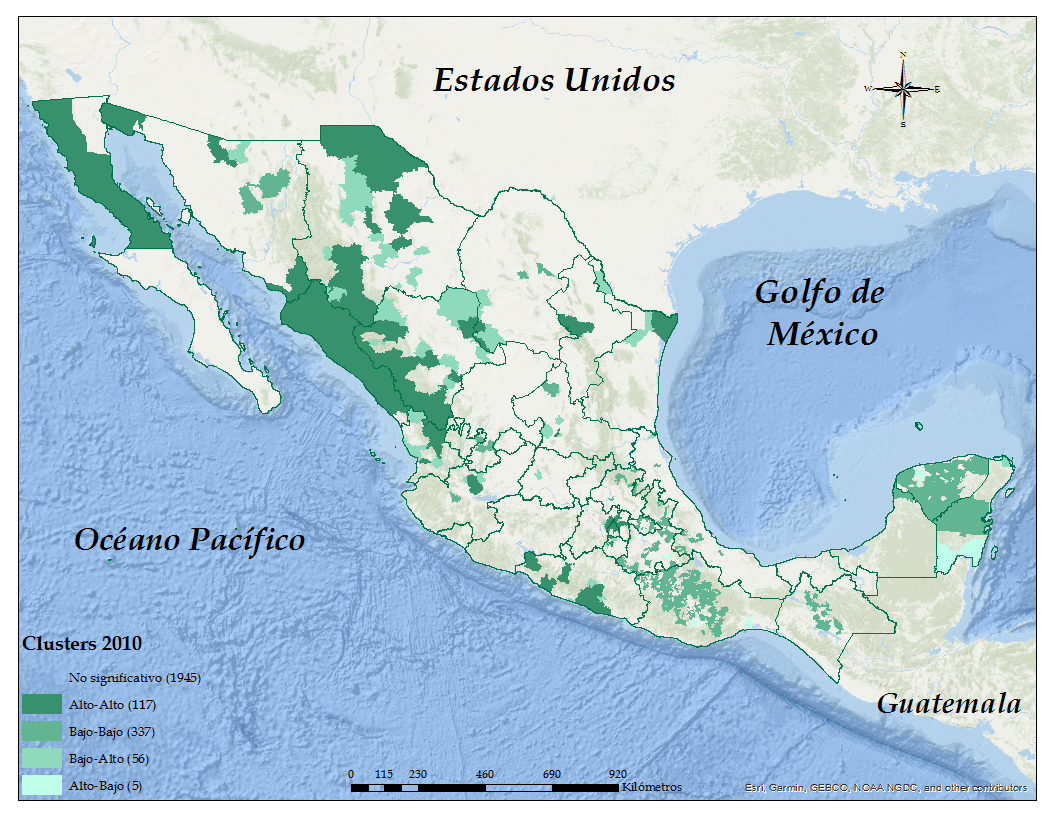 Estados Unidos
N
W
E
S
Golfo de
México
Océano Pacífico
Guatemala
Clusters 2010
No significativo (1945)
Alto-Alto (117)
Bajo-Bajo (337)
Bajo-Alto (56)
Alto-Bajo (5)
0 115 230 460 690 920
Kilómetros
Esri, Garmin, GEBCO, NOAA NGDC, and other contributors